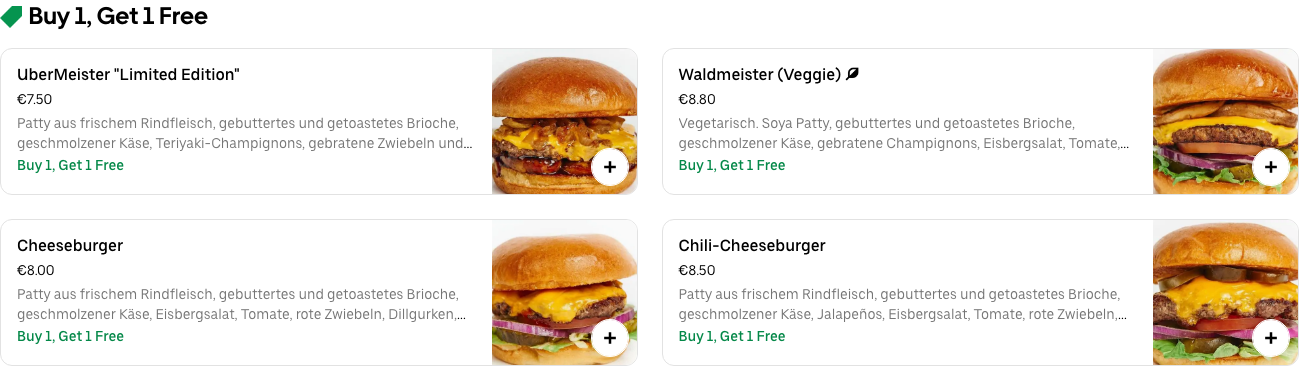 Buy 1, Get 1 Free
UberMeister "Limited Edition"
€7.50
Patty aus frischem Rindfleisch, gebuttertes und getoastetes Brioche,
geschmolzener Käse, Teriyaki-Champignons, gebratene Zwiebeln und...
Buy 1, Get 1 Free
Waldmeister (Veggie)
€8.80
Vegetarisch. Soya Patty, gebuttertes und getoastetes Brioche,
geschmolzener Käse, gebratene Champignons, Eisbergsalat, Tomate,...
Buy 1, Get 1 Free
Cheeseburger
€8.00
Patty aus frischem Rindfleisch, gebuttertes und getoastetes Brioche,
geschmolzener Käse, Eisbergsalat, Tomate, rote Zwiebeln, Dillgurken,...
Buy 1, Get 1 Free
Chili-Cheeseburger
€8.50
Patty aus frischem Rindfleisch, gebuttertes und getoastetes Brioche,
geschmolzener Käse, Jalapeños, Eisbergsalat, Tomate, rote Zwiebeln,...
Buy 1, Get 1 Free